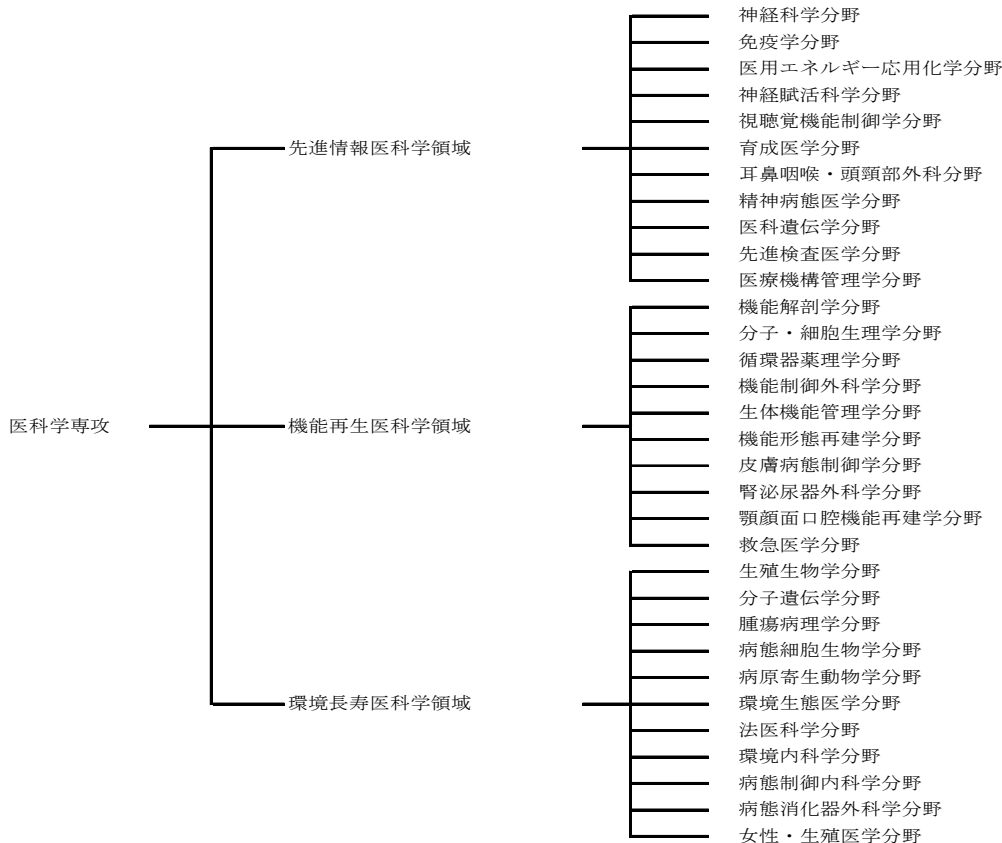 神経科学分野
免疫学分野
医用エネルギー応用化学分野
神経賦活科学分野
視聴覚機能制御学分野
先進情報医科学領域
育成医学分野
耳鼻咽喉・頭頸部外科分野
精神病態医学分野
医科遺伝学分野
先進検査医学分野
医療機構管理学分野
機能解剖学分野
分子・細胞生理学分野
循環器薬理学分野
機能制御外科学分野
生体機能管理学分野
医科学専攻
機能再生医科学領域
機能形態再建学分野
皮膚病態制御学分野
腎泌尿器外科学分野
顎顔面口腔機能再建学分野
救急医学分野
生殖生物学分野
分子遺伝学分野
腫瘍病理学分野
病態細胞生物学分野
病原寄生動物学分野
環境長寿医科学領域
環境生態医学分野
法医科学分野
環境内科学分野
病態制御内科学分野
病態消化器外科学分野
女性・生殖医学分野